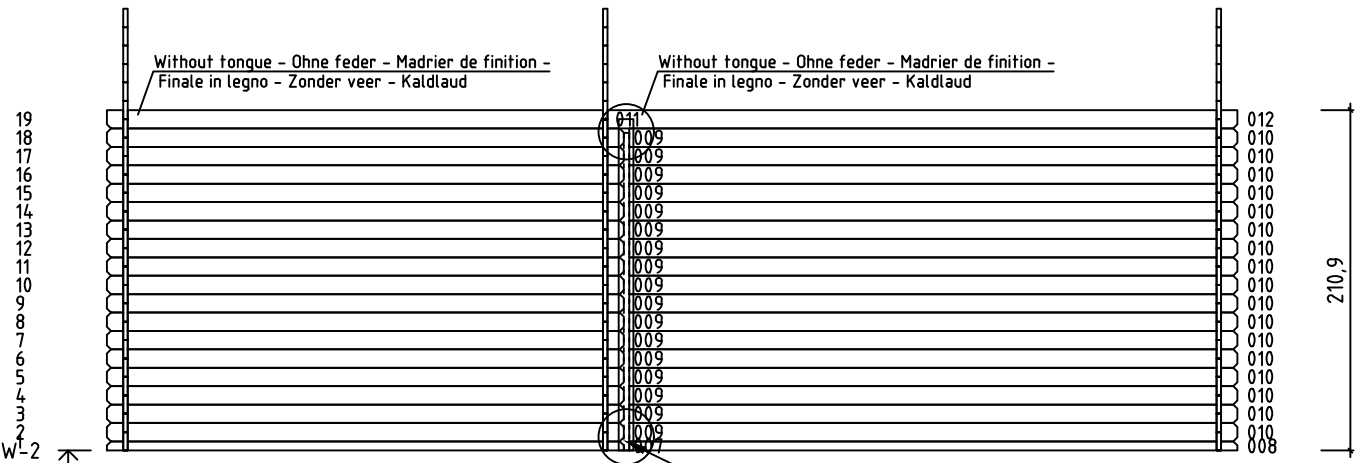 Without tongue - Ohne feder - Madrier de finition -
Finale in legno - Zonder veer - Kaldlaud
Without tongue - Ohne feder - Madrier de finition -
Finale in legno - Zonder veer - Kaldlaud
19 011 012
18 009 010
17 009 010
16 009 010
15 009 010
14 009 010
13 009 010
12 009 010
11 009 010
10 009 010
9 009 010
8 009 010
7 009 010
6 009 010
5 009 010
4 009 010
3 009 010
2 009 010
1 007 008
W-2
210,9